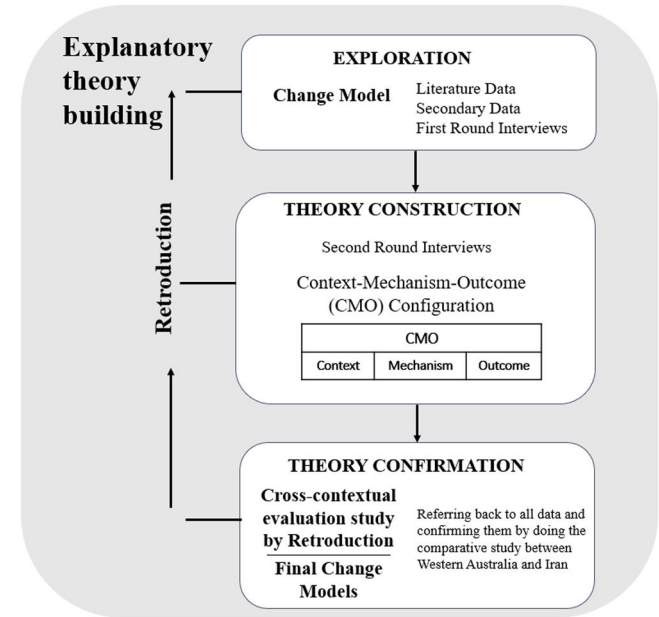 Explanatory
theory
building
EXPLORATION
Change Model
Literature Data
Secondary Data
First Round Interviews
Retroduction
THEORY CONSTRUCTION
Second Round Interviews
Context-Mechanism-Outcome
(CMO) Configuration
CMO
Context Mechanism Outcome
THEORY CONFIRMATION
Cross-contextual
evaluation study
by Retroduction
Final Change
Models
Referring back to all data and
confirming them by doing the
comparative study between
Western Australia and Iran